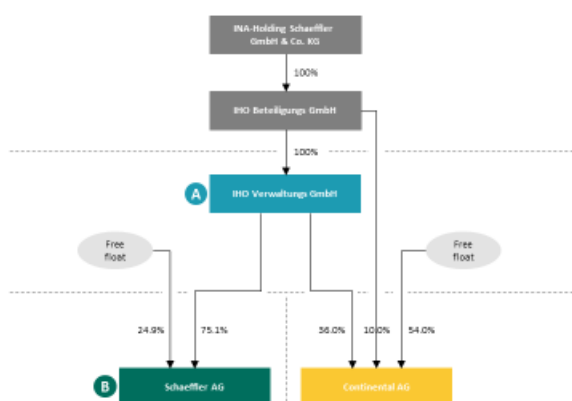 INA-Holding Schaeffler
GmbH & Co. KG
100%
IHO Beteiligungs GmbH
100%
A
IHO Verwaltungs GmbH
Free
float
Free
float
24.9%
75.1%
36.0%
10.0%
54.0%
B
Schaeffler AG
Continental AG